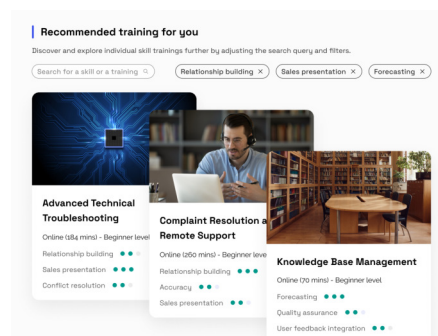 Recommended training for you
Discover and explore individual skill trainings further by adjusting the search query and filters.
Search for a skill or a training
Relationship building ×
Sales presentation ×
Forecasting ×
Advanced Technical
Troubleshooting
Online (184 mins) - Beginner level
Relationship building
Sales presentation
Conflict resolution
Complaint Resolution a
Remote Support
Online (260 mins) - Beginner leve
Relationship building
Accuracy
Sales presentation
Knowledge Base Management
Online (70 mins) - Beginner level
Forecasting
Quality assurance
User feedback integration